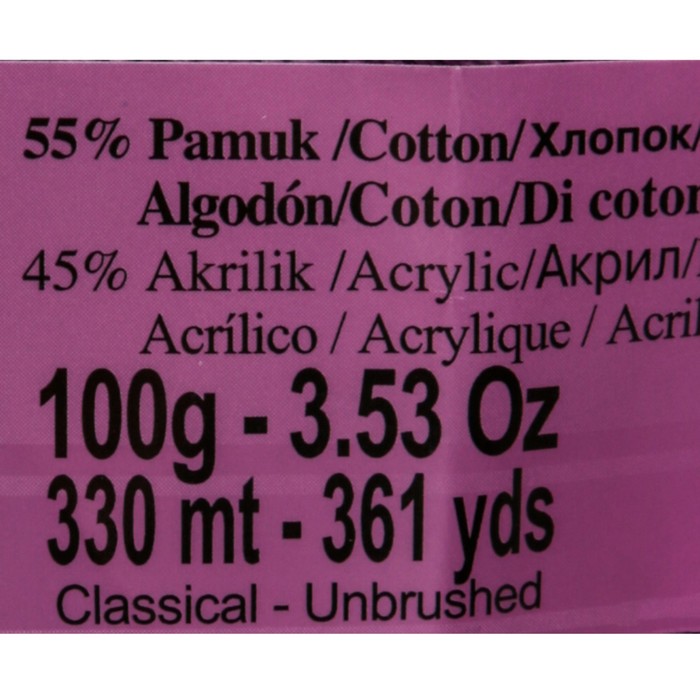 55% Pamuk /Cotton/Хлопок/
Algodón/Coton/Di coton
45% Akrilik /Acrylic/Акрил/
Acrílico / Acrylique / Acril
100g - 3.53 Oz
330 mt - 361 yds
Classical - Unbrushed